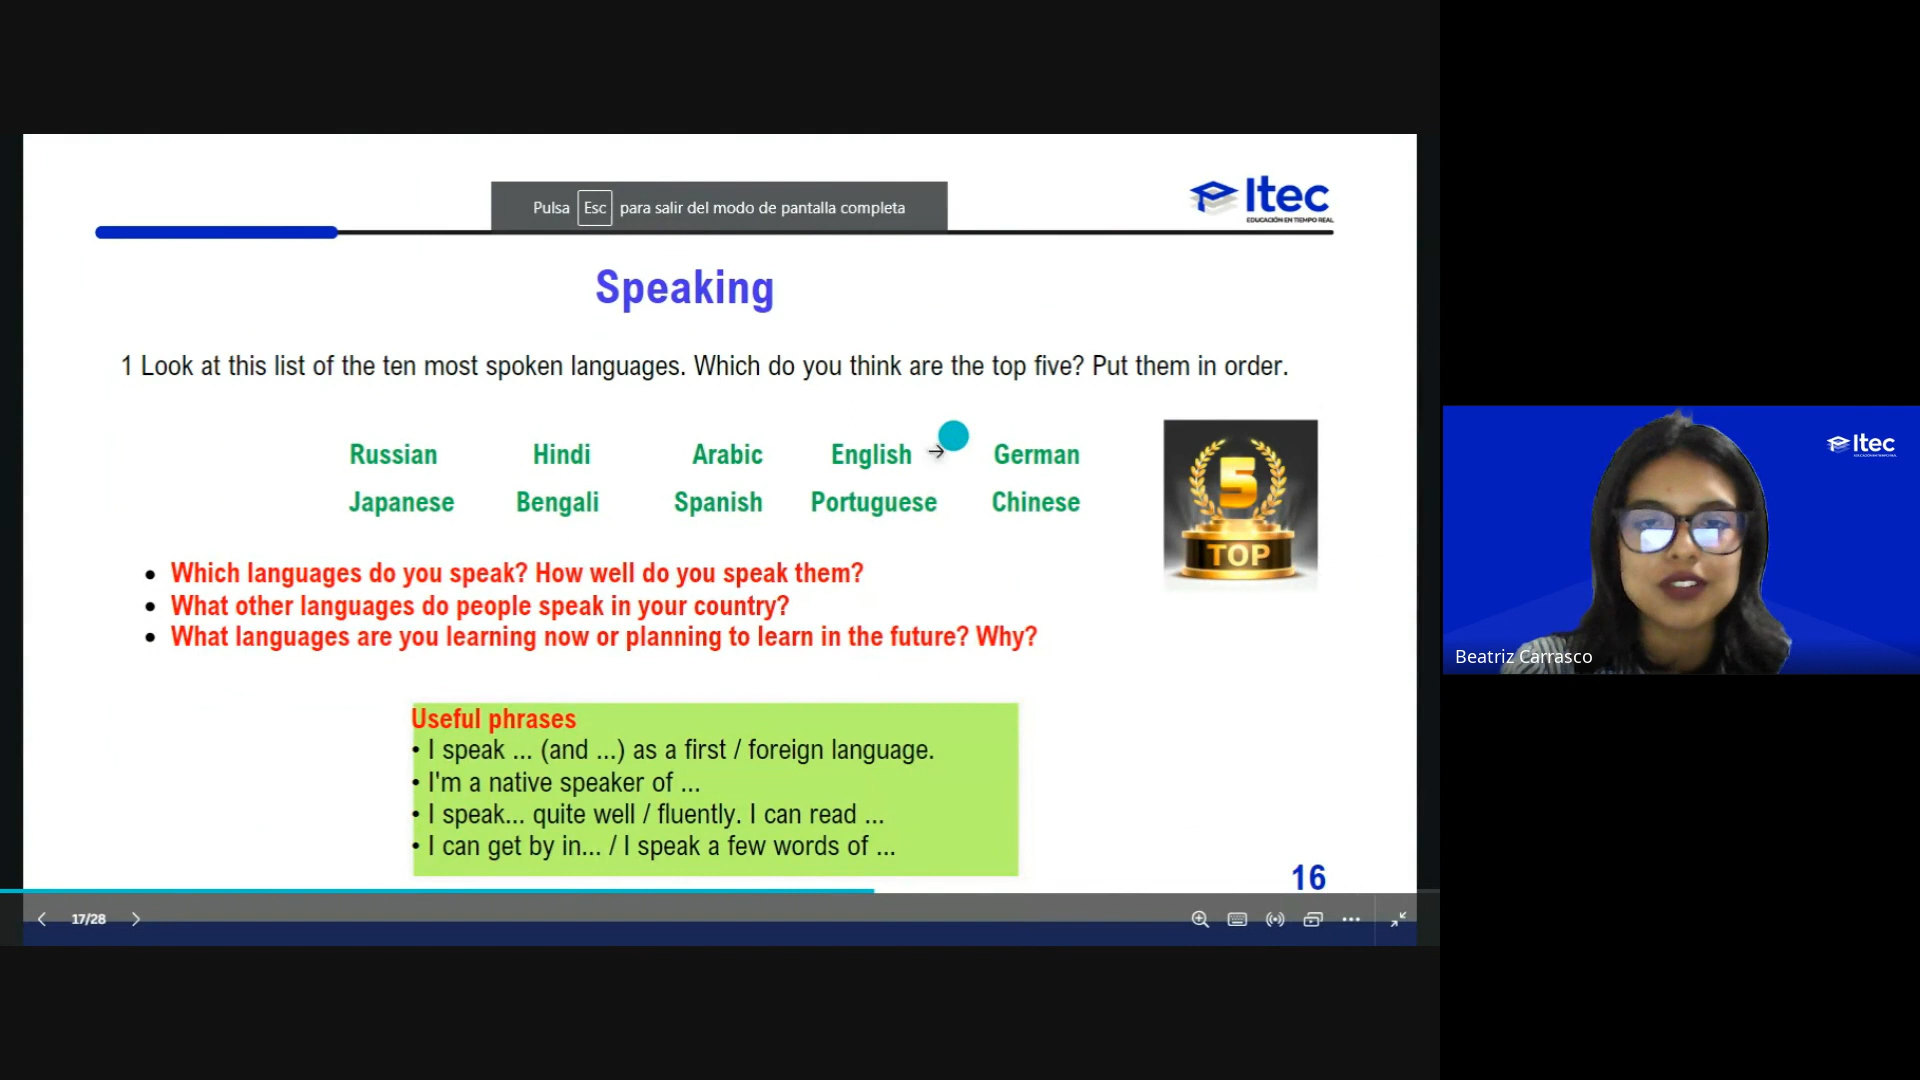 Pulsa Esc para salir del modo de pantalla completa
Itec
EDUCACIÓN EN TIEMPO REAL
Speaking
1 Look at this list of the ten most spoken languages. Which do you think are the top five? Put them in order.
Russian Hindi Arabic English German
Japanese Bengali Spanish Portuguese Chinese
5
TOP
• Which languages do you speak? How well do you speak them?
• What other languages do people speak in your country?
• What languages are you learning now or planning to learn in the future? Why?
Useful phrases
• I speak ... (and ...) as a first / foreign language.
• I'm a native speaker of ...
• I speak... quite well / fluently. I can read ...
• I can get by in... / I speak a few words of ...
16
17/28
Itec
Beatriz Carrasco